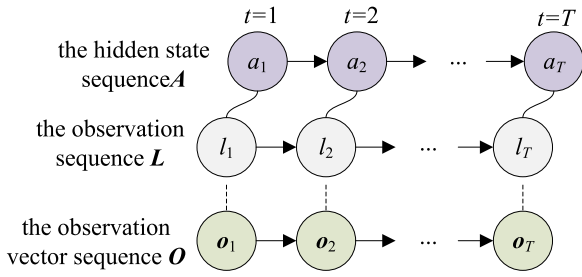 t=1 t=2 t=T
the hidden state
sequenceA
a1 a2 ... aT
the observation
sequence L
l1 l2 ... lT
the observation
vector sequence O
o1 o2 ... oT